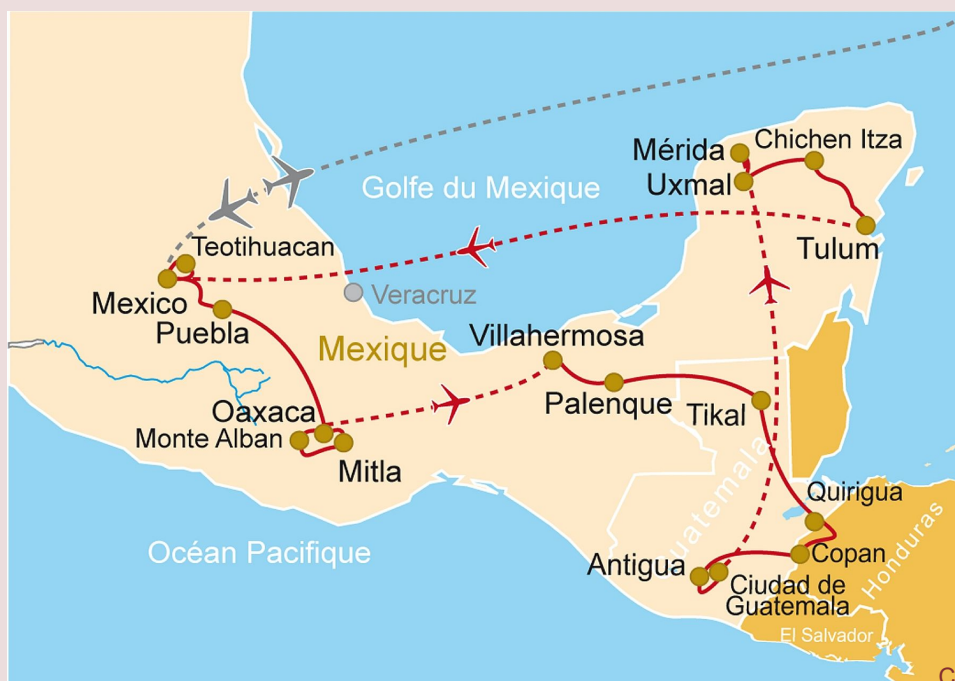 Chichen Itza
Mérida
Uxmal
Golfe du Mexique
Tulum
Teotihuacan
Mexico
Veracruz
Puebla
Mexique
Villahermosa
Palenque
Tikal
Oaxaca
Monte Alban
Mitla
Guatemala
Quirigua
Honduras
Océan Pacifique
Copan
Antigua
Ciudad de
Guatemala
El Salvador
C